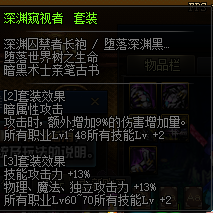 深渊窥视者 套装
深渊囚禁者长袍 / 堕落深渊黑...
堕落世界树之生命
暗黑术士亲笔古书
[2]套装效果
暗属性攻击
攻击时，额外增加9%的伤害增加量。
所有职业Lv1~48所有技能Lv +2
[3]套装效果
技能攻击力 +13%
物理、魔法、独立攻击力 +13%
所有职业Lv60~70所有技能Lv +2
物品栏